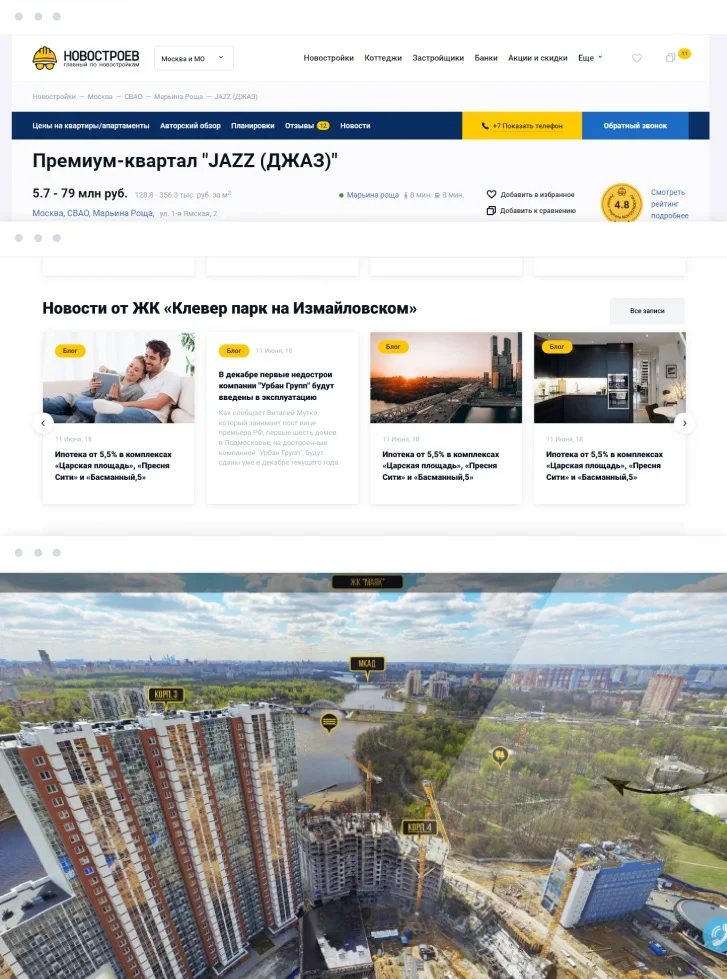 НОВОСТРОЕВ
главный по новостройкам
Москва и МО
Новостройки Коттеджи Застройщики Банки Акции и скидки Еще
11
Новостройки — Москва — СВАО — Марьина Роща — JAZZ (ДЖАЗ)
Цены на квартиры/апартаменты Авторский обзор Планировки Отзывы 12 Новости
+7 Показать телефон
Обратный звонок
Премиум-квартал "JAZZ (ДЖАЗ)"
5.7 - 79 млн руб. 128.8 - 356.3 тыс. руб. за м²
Марьина роща 8 мин. 8 мин.
Москва, СВАО, Марьина Роща, ул. 1-я Ямская, 2
Добавить в избранное
Добавить к сравнению
4.8
Смотреть
рейтинг
подробнее
Новости от ЖК «Клевер парк на Измайловском»
Все записи
Блог
11 Июня, 18
Ипотека от 5,5% в комплексах
«Царская площадь», «Пресня
Сити» и «Басманный,5»
Блог 11 Июня, 18
В декабре первые недострои
компании "Урбан Групп" будут
введены в эксплуатацию
Как сообщает Виталий Мутко,
который занимает пост вице
премьера РФ, первые шесть домов
в Подмосковье, не достроенные
компанией "Урбан Групп", будут
сданы уже в декабре текущего года.
Блог
11 Июня, 18
Ипотека от 5,5% в комплексах
«Царская площадь», «Пресня
Сити» и «Басманный,5»
Блог
11 Июня, 18
Ипотека от 5,5% в комплексах
«Царская площадь», «Пресня
Сити» и «Басманный,5»
ЖК "МАЯК"
МКАД
КОРП. 3
КОРП. 4